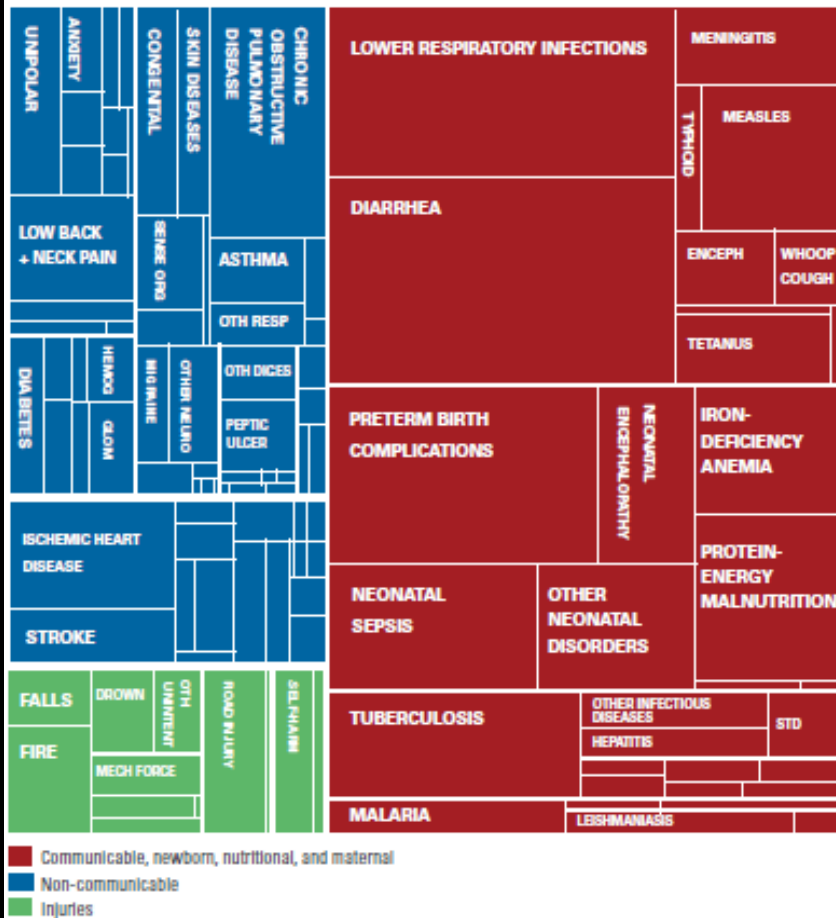 UNPOLAR
ANXIETY
LOW BACK
+ NECK PAIN
CONGENITAL
SKIN DISEASES
CHRONIC
OBSTRUCTIVE
PULMONARY
DISEASE
SENSE ORG
ASTHMA
OTH RESP
DIABETES
HEMOG
GLOM
MIGRAINE
OTHER NEURO
OTH DIGES
PEPTIC
ULCER
ISCHEMIC HEART
DISEASE
STROKE
FALLS
FIRE
DROWN
OTH
UNINTENT
MECH FORCE
ROAD INJURY
SELF-HARM
LOWER RESPIRATORY INFECTIONS
DIARRHEA
MENINGITIS
TYPHOID
MEASLES
ENCEPH
WHOOP
COUGH
TETANUS
PRETERM BIRTH
COMPLICATIONS
NEONATAL
ENCEPHALOPATHY
IRON-
DEFICIENCY
ANEMIA
NEONATAL
SEPSIS
OTHER
NEONATAL
DISORDERS
PROTEIN-
ENERGY
MALNUTRITION
TUBERCULOSIS
OTHER INFECTIOUS
DISEASES
HEPATITIS
STD
MALARIA
LEISHMANIASIS
Communicable, newborn, nutritional, and maternal
Non-communicable
Injuries